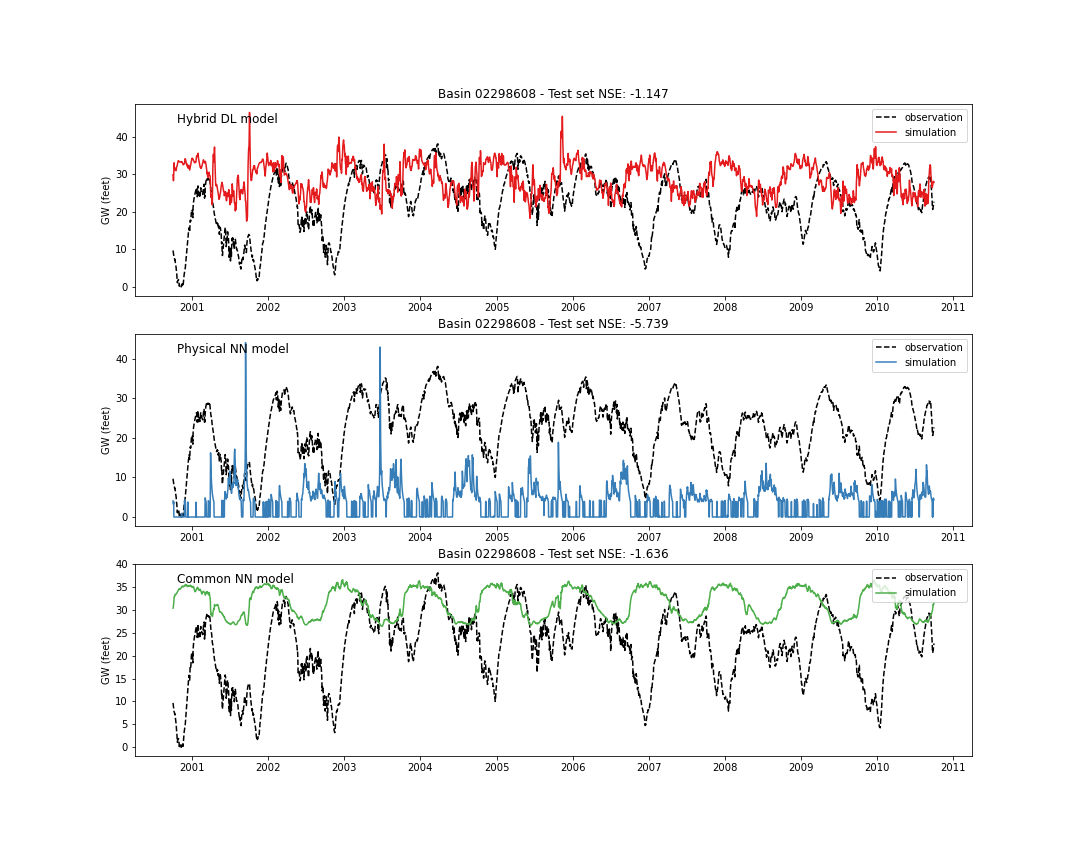 Basin 02298608 - Test set NSE: -1.147
Hybrid DL model
observation
simulation
GW (feet)
40
30
20
10
0
2001 2002 2003 2004 2005 2006 2007 2008 2009 2010 2011
Basin 02298608 - Test set NSE: -5.739
Physical NN model
observation
simulation
GW (feet)
40
30
20
10
0
2001 2002 2003 2004 2005 2006 2007 2008 2009 2010 2011
Basin 02298608 - Test set NSE: -1.636
Common NN model
observation
simulation
GW (feet)
40
35
30
25
20
15
10
5
0
2001 2002 2003 2004 2005 2006 2007 2008 2009 2010 2011